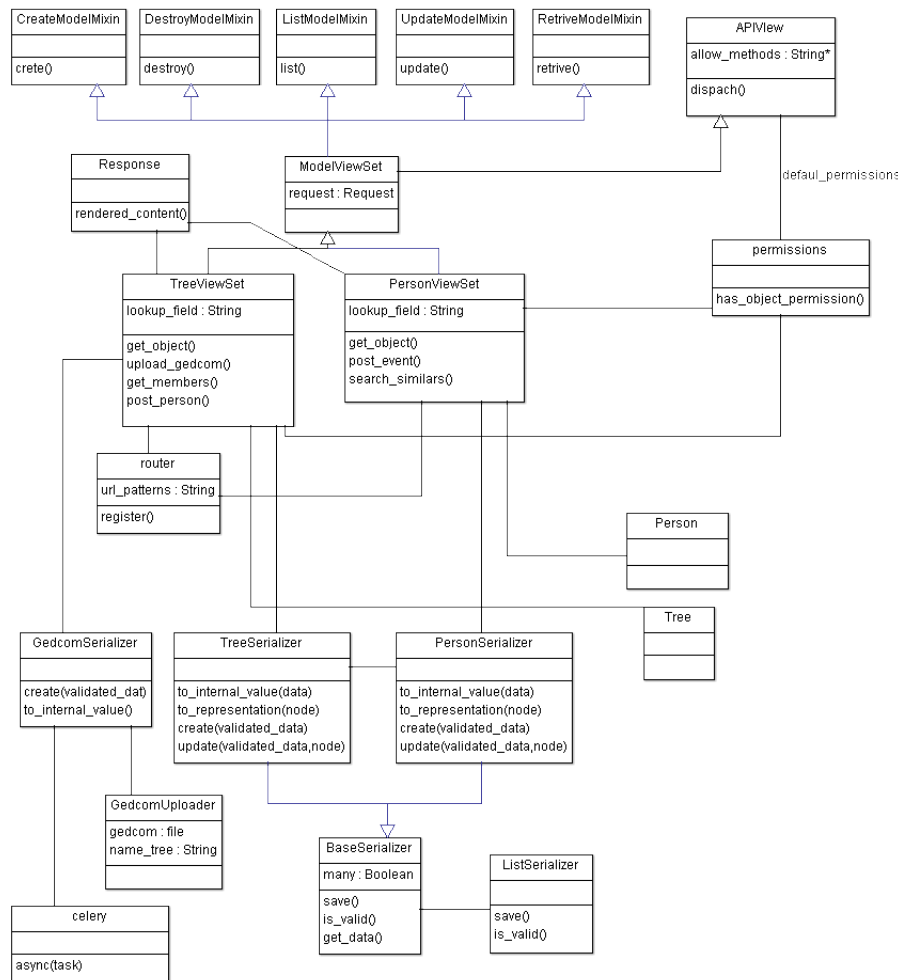 CreateModelMixin
crete()
DestroyModelMixin
destroy()
ListModelMixin
list()
UpdateModelMixin
update()
RetriveModelMixin
retrive()
APIView
allow_methods : String*
dispach()
Response
rendered_content()
ModelViewSet
request : Request
defaul_permissions
permissions
has_object_permission()
TreeViewSet
lookup_field : String
get_object()
upload_gedcom()
get_members()
post_person()
PersonViewSet
lookup_field : String
get_object()
post_event()
search_similars()
router
url_patterns : String
register()
Person
Tree
GedcomSerializer
create(validated_dat)
to_internal_value()
TreeSerializer
to_internal_value(data)
to_representation(node)
create(validated_data)
update(validated_data,node)
PersonSerializer
to_internal_value(data)
to_representation(node)
create(validated_data)
update(validated_data,node)
GedcomUploader
gedcom : file
name_tree : String
BaseSerializer
many : Boolean
save()
is_valid()
get_data()
ListSerializer
save()
is_valid()
celery
async(task)